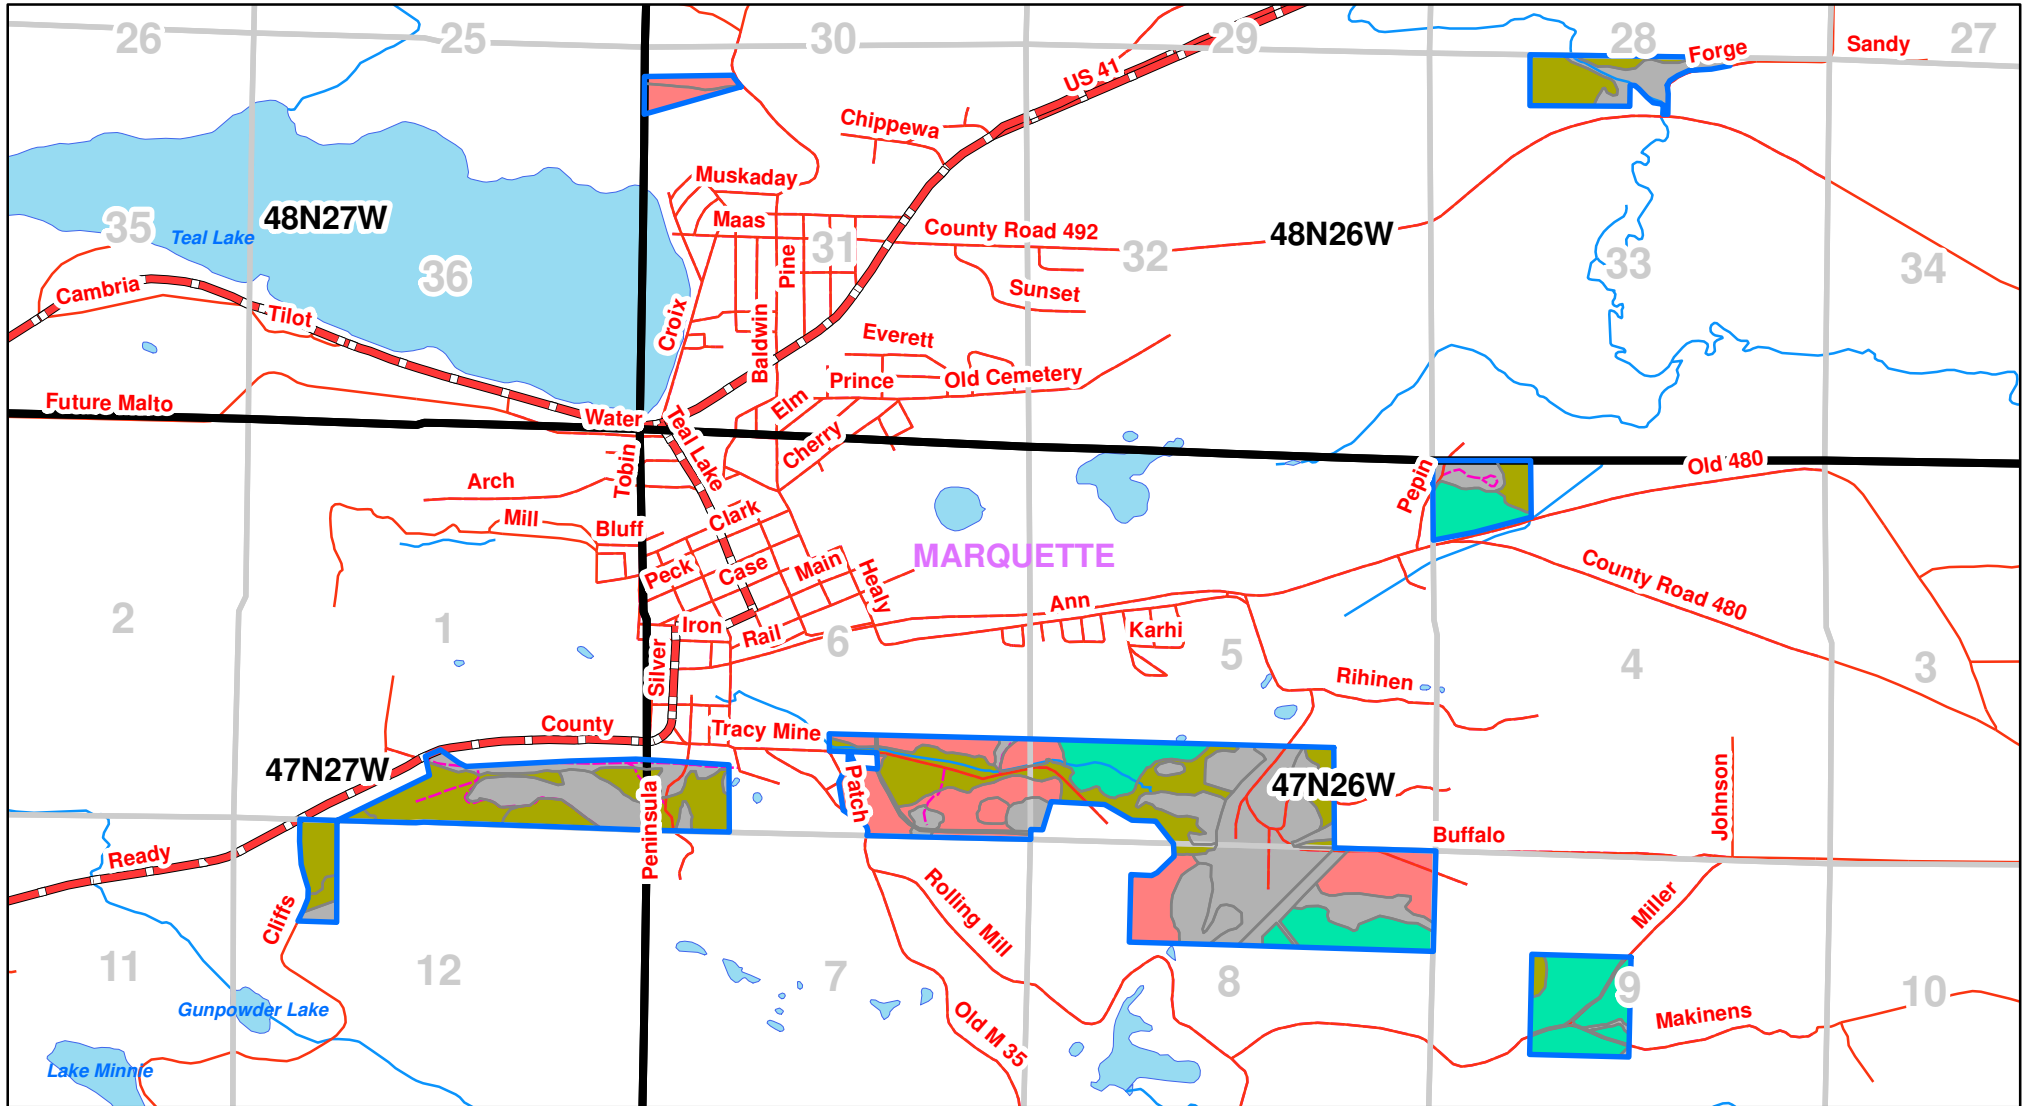 26
25
30
29
28
27
US 41
Forge
Sandy
Chippewa
Muskaday
Maas
County Road 492
48N27W
48N26W
35
Teal Lake
36
31
Pine
32
33
34
Sunset
Cambria
Tilot
Croix
Baldwin
Everett
Prince
Old Cemetery
Elm
Future Malto
Water
Teal Lake
Cherry
Tobin
Arch
Mill
Bluff
Clark
Pepin
Old 480
Peck
Case
Main
Healy
MARQUETTE
County Road 480
2
1
Iron
Rail
6
Ann
Karhi
5
4
3
Silver
Rihinen
County
Tracy Mine
47N27W
Patch
47N26W
Peninsula
Johnson
Buffalo
Ready
Cliffs
Rolling Mill
Miller
11
12
7
8
9
10
Gunpowder Lake
Old M 35
Makinens
Lake Minnie